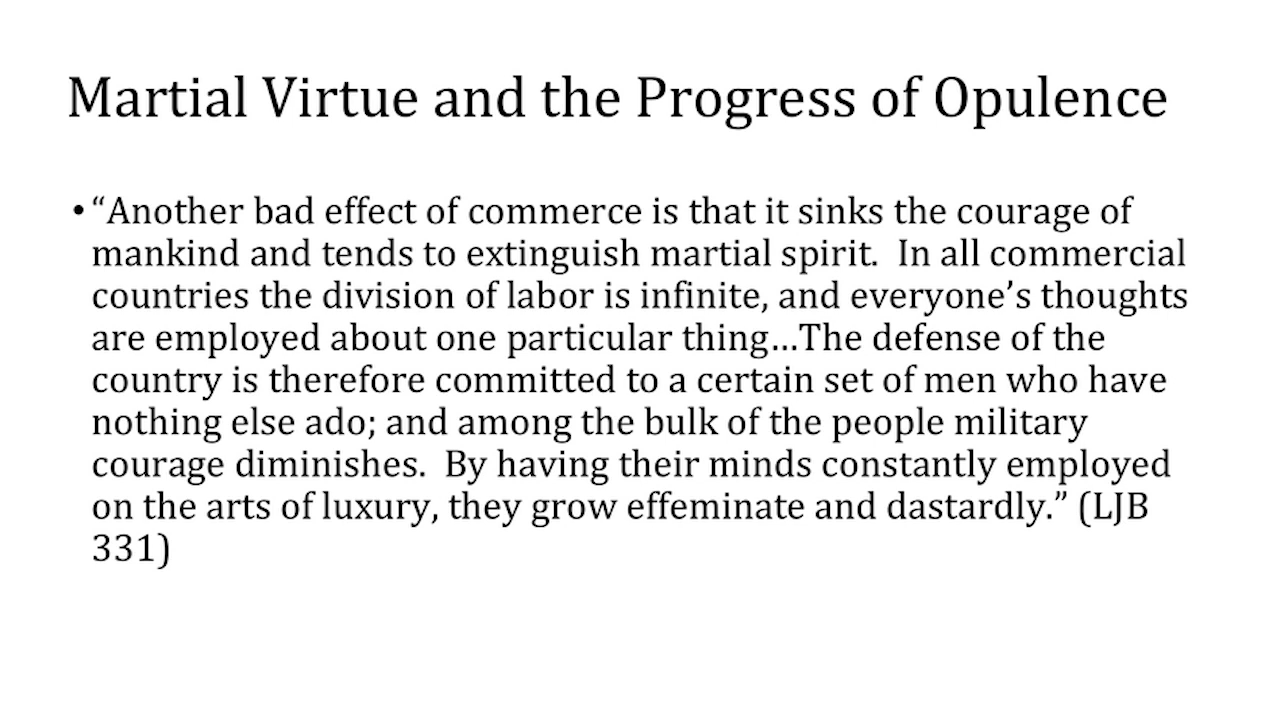 Martial Virtue and the Progress of Opulence
• “Another bad effect of commerce is that it sinks the courage of
mankind and tends to extinguish martial spirit.  In all commercial
countries the division of labor is infinite, and everyone’s thoughts
are employed about one particular thing…The defense of the
country is therefore committed to a certain set of men who have
nothing else ado; and among the bulk of the people military
courage diminishes.  By having their minds constantly employed
on the arts of luxury, they grow effeminate and dastardly.” (LJB
331)